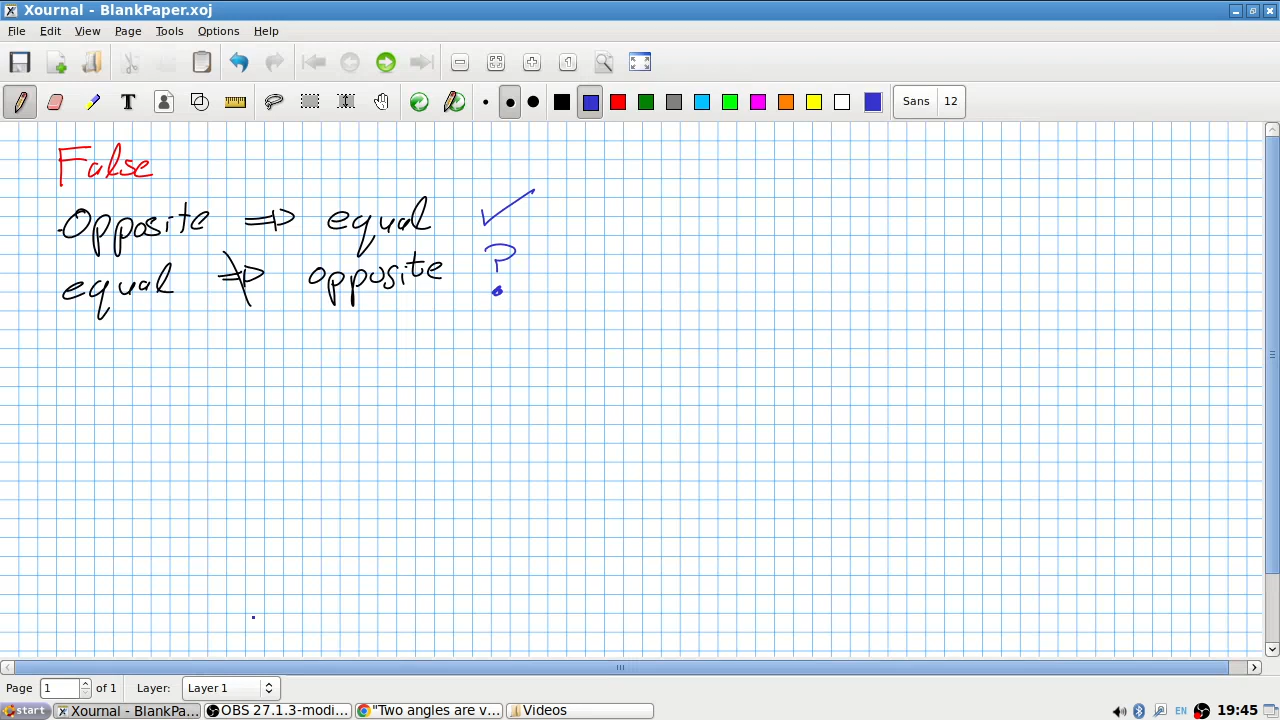 Xournal - BlankPaper.xoj
File Edit View Page Tools Options Help
Sans 12
False
Opposite ⇒ equal ✓
equal ⇏ opposite ?
Page 1 of 1 Layer: Layer 1
start Xournal - BlankPa... OBS 27.1.3-modi... "Two angles are v... Videos EN 19:45